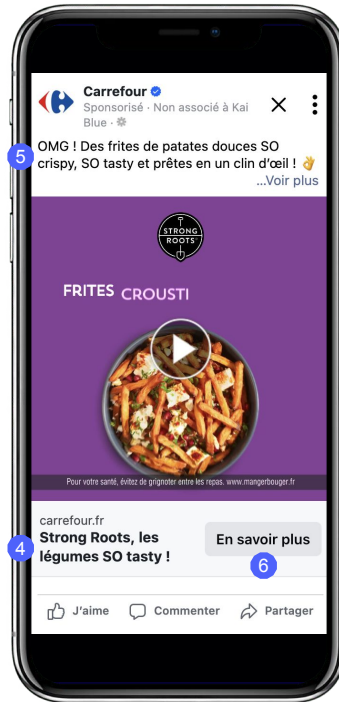 Carrefour
Sponsorisé · Non associé à Kai
Blue ·
5
OMG ! Des frites de patates douces SO
crispy, SO tasty et prêtes en un clin d'œil ! 👌
...Voir plus
STRONG
ROOTS
FRITES CROUSTI
Pour votre santé, évitez de grignoter entre les repas. www.mangerbouger.fr
carrefour.fr
4
Strong Roots, les
légumes SO tasty !
En savoir plus
6
J'aime
Commenter
Partager